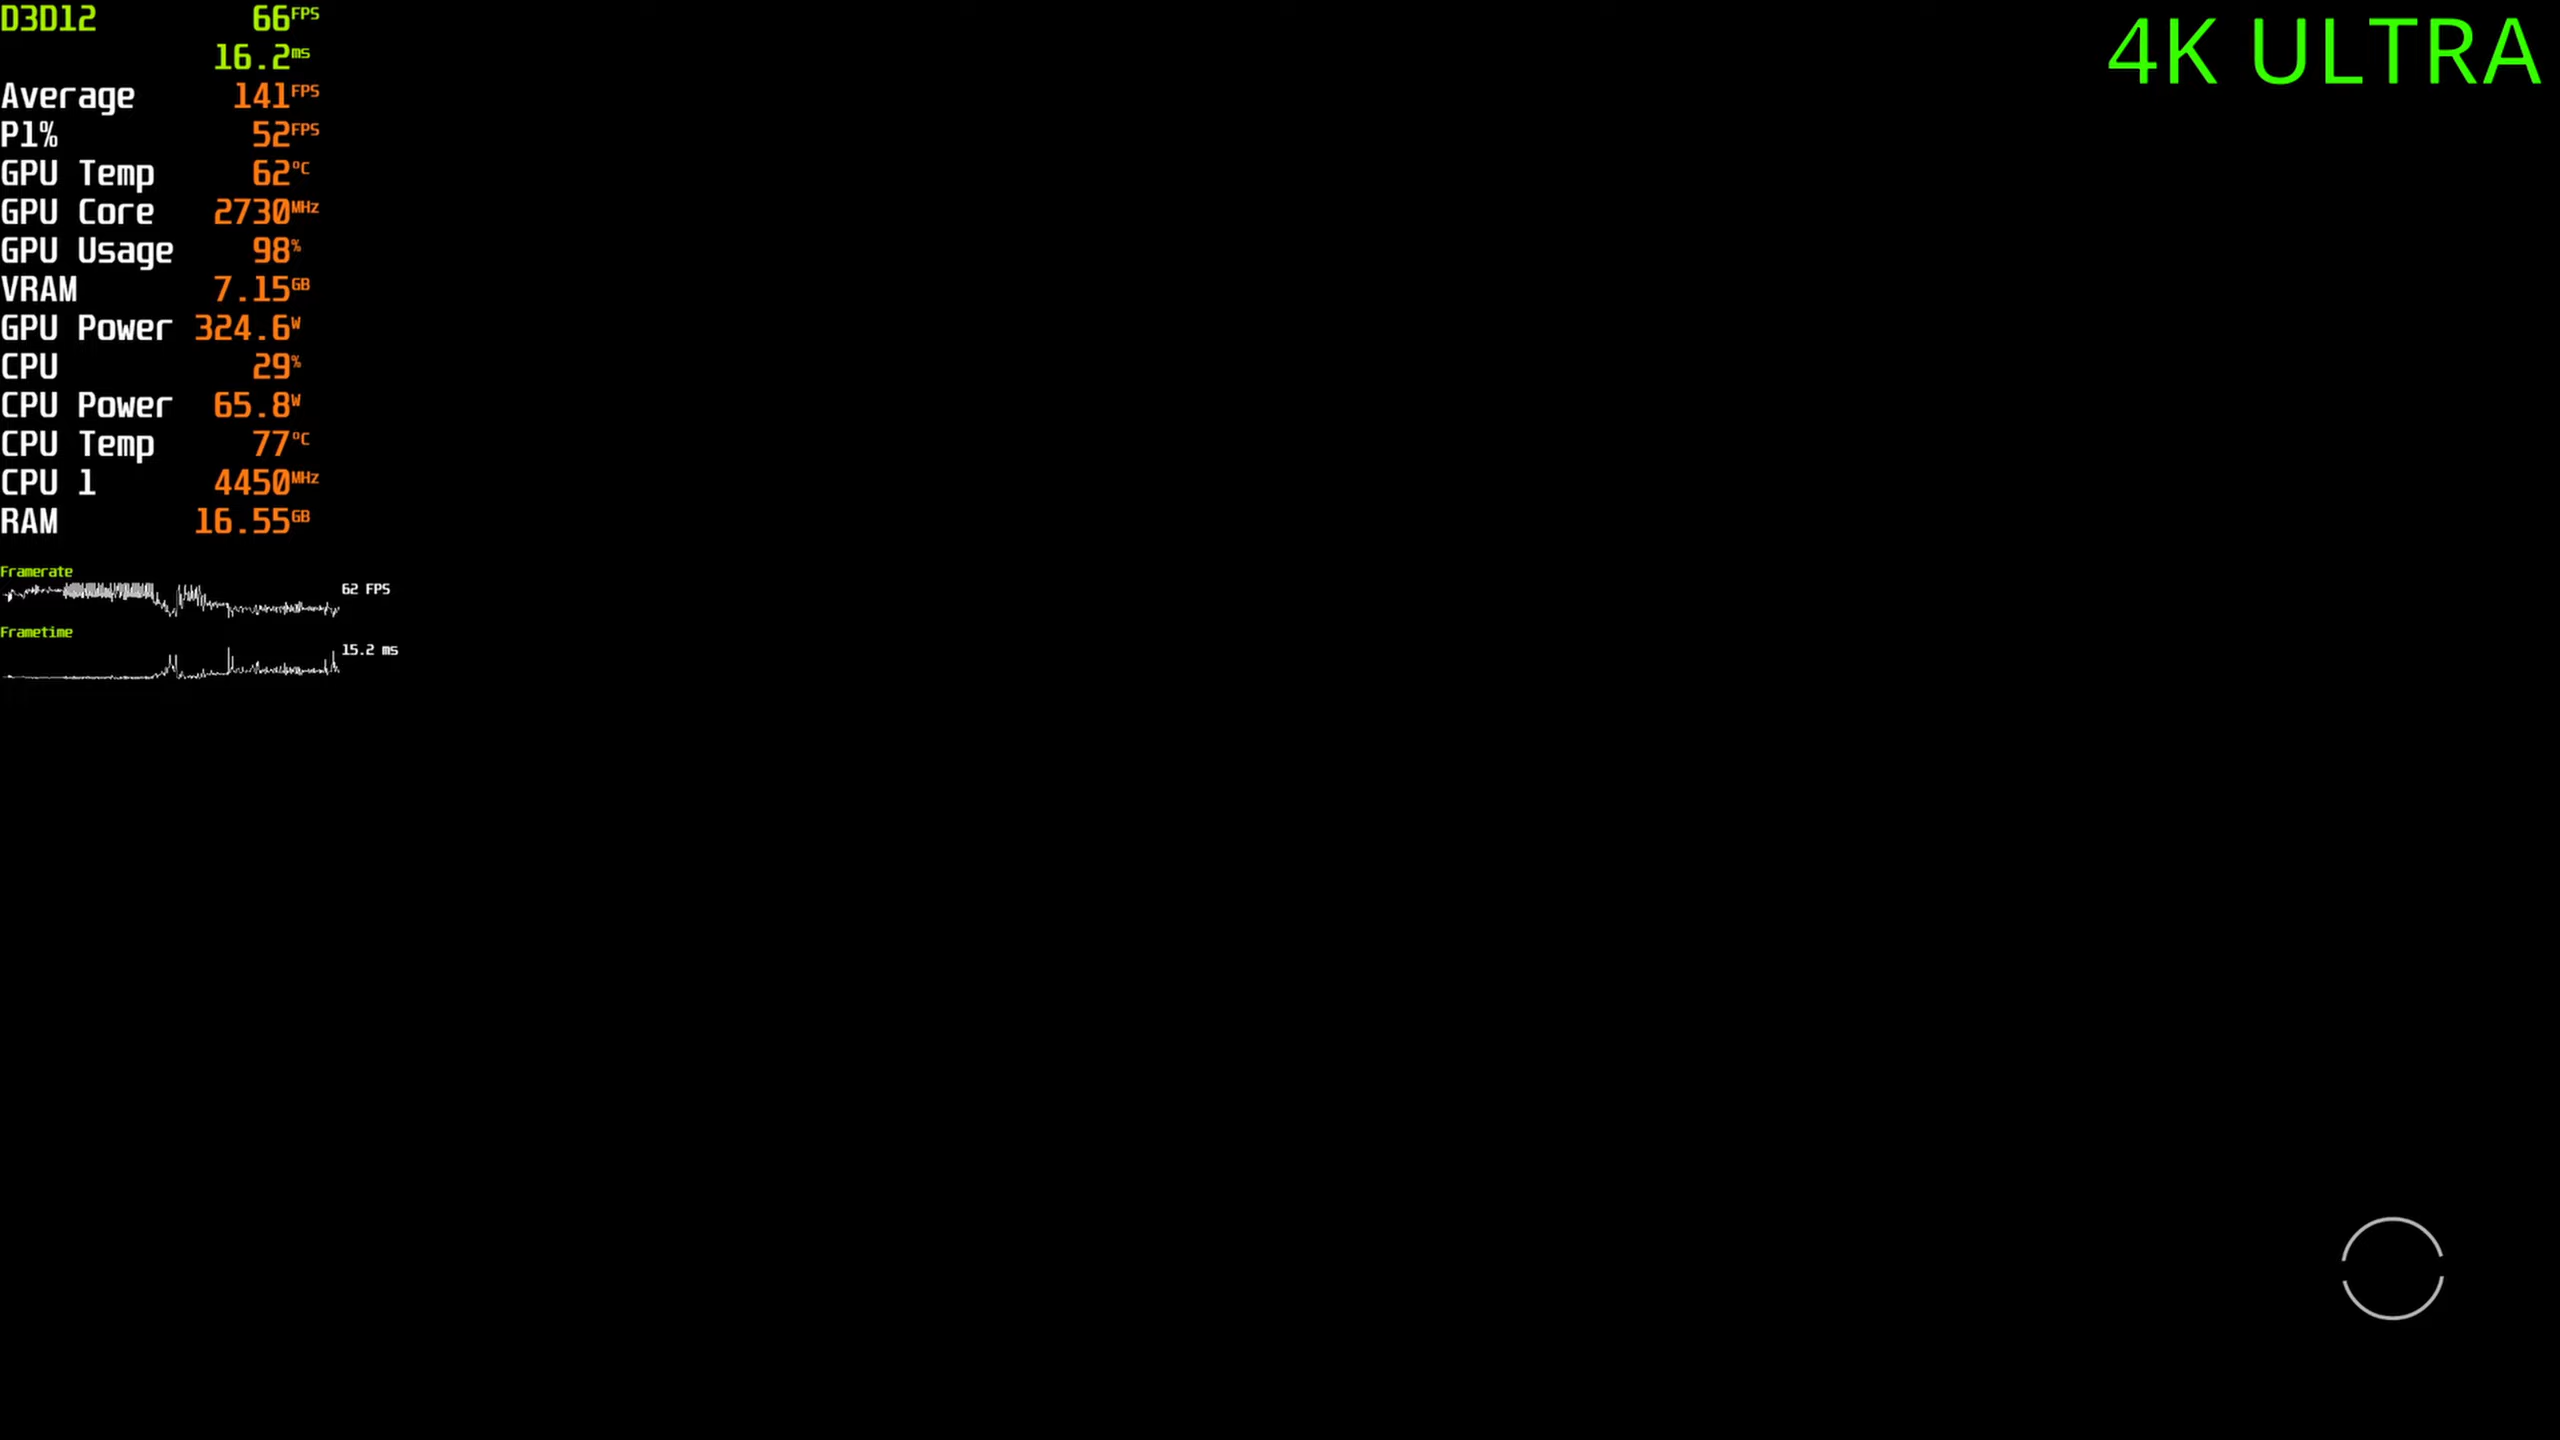 D3D12 66FPS
16.2ms
4K ULTRA
Average 141FPS
P1% 52FPS
GPU Temp 62°C
GPU Core 2730MHz
GPU Usage 98%
VRAM 7.15GB
GPU Power 324.6W
CPU 29%
CPU Power 65.8W
CPU Temp 77°C
CPU 1 4450MHz
RAM 16.55GB
Framerate
62 FPS
Frametime
15.2 ms